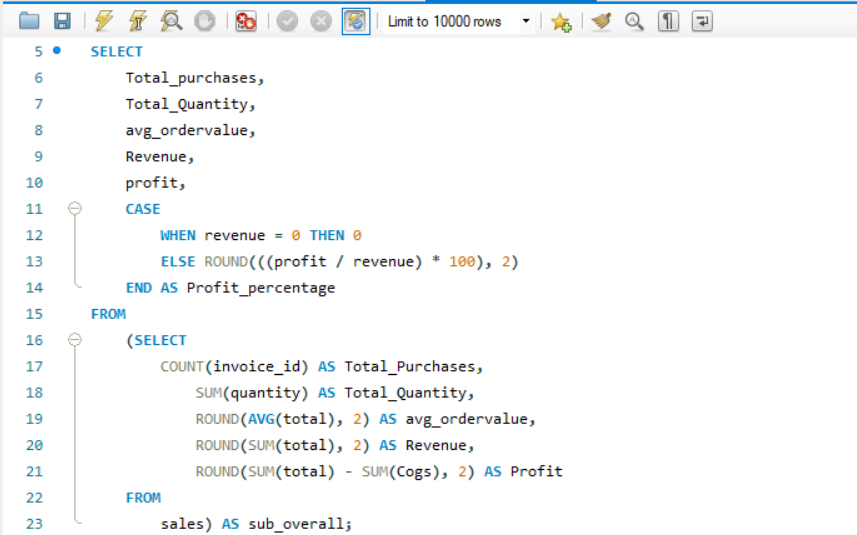 Limit to 10000 rows
5 SELECT
6 Total_purchases,
7 Total_Quantity,
8 avg_ordervalue,
9 Revenue,
10 profit,
11 CASE
12 WHEN revenue = 0 THEN 0
13 ELSE ROUND(((profit / revenue) * 100), 2)
14 END AS Profit_percentage
15 FROM
16 (SELECT
17 COUNT(invoice_id) AS Total_Purchases,
18 SUM(quantity) AS Total_Quantity,
19 ROUND(AVG(total), 2) AS avg_ordervalue,
20 ROUND(SUM(total), 2) AS Revenue,
21 ROUND(SUM(total) - SUM(Cogs), 2) AS Profit
22 FROM
23 sales) AS sub_overall;